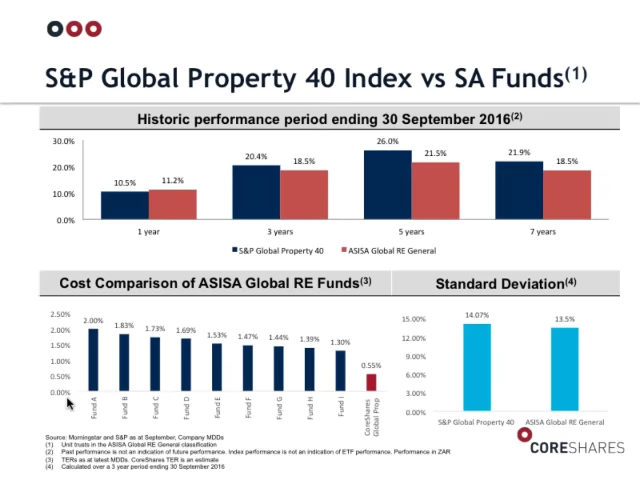 S&P Global Property 40 Index vs SA Funds(1)
Historic performance period ending 30 September 2016(2)
30.0%
20.0%
10.0%
0.0%
10.5%
11.2%
20.4%
18.5%
26.0%
21.5%
21.9%
18.5%
1 year
3 years
5 years
7 years
S&P Global Property 40
ASISA Global RE General
Cost Comparison of ASISA Global RE Funds(3)
2.50%
2.00%
1.50%
1.00%
0.50%
0.00%
2.00%
1.83%
1.73%
1.69%
1.53%
1.47%
1.44%
1.39%
1.30%
0.55%
Fund A
Fund B
Fund C
Fund D
Fund E
Fund F
Fund G
Fund H
Fund I
CoreShares
Global Prop
Standard Deviation(4)
15.00%
12.00%
9.00%
6.00%
3.00%
0.00%
14.07%
13.5%
S&P Global Property 40
ASISA Global RE General
Source: Morningstar and S&P as at September, Company MDDs
(1) Unit trusts in the ASISA Global RE General classification
(2) Past performance is not an indication of future performance. Index performance is not an indication of ETF performance. Performance in ZAR
(3) TERs as at latest MDDs. CoreShares TER is an estimate
(4) Calculated over a 3 year period ending 30 September 2016
CORESHARES